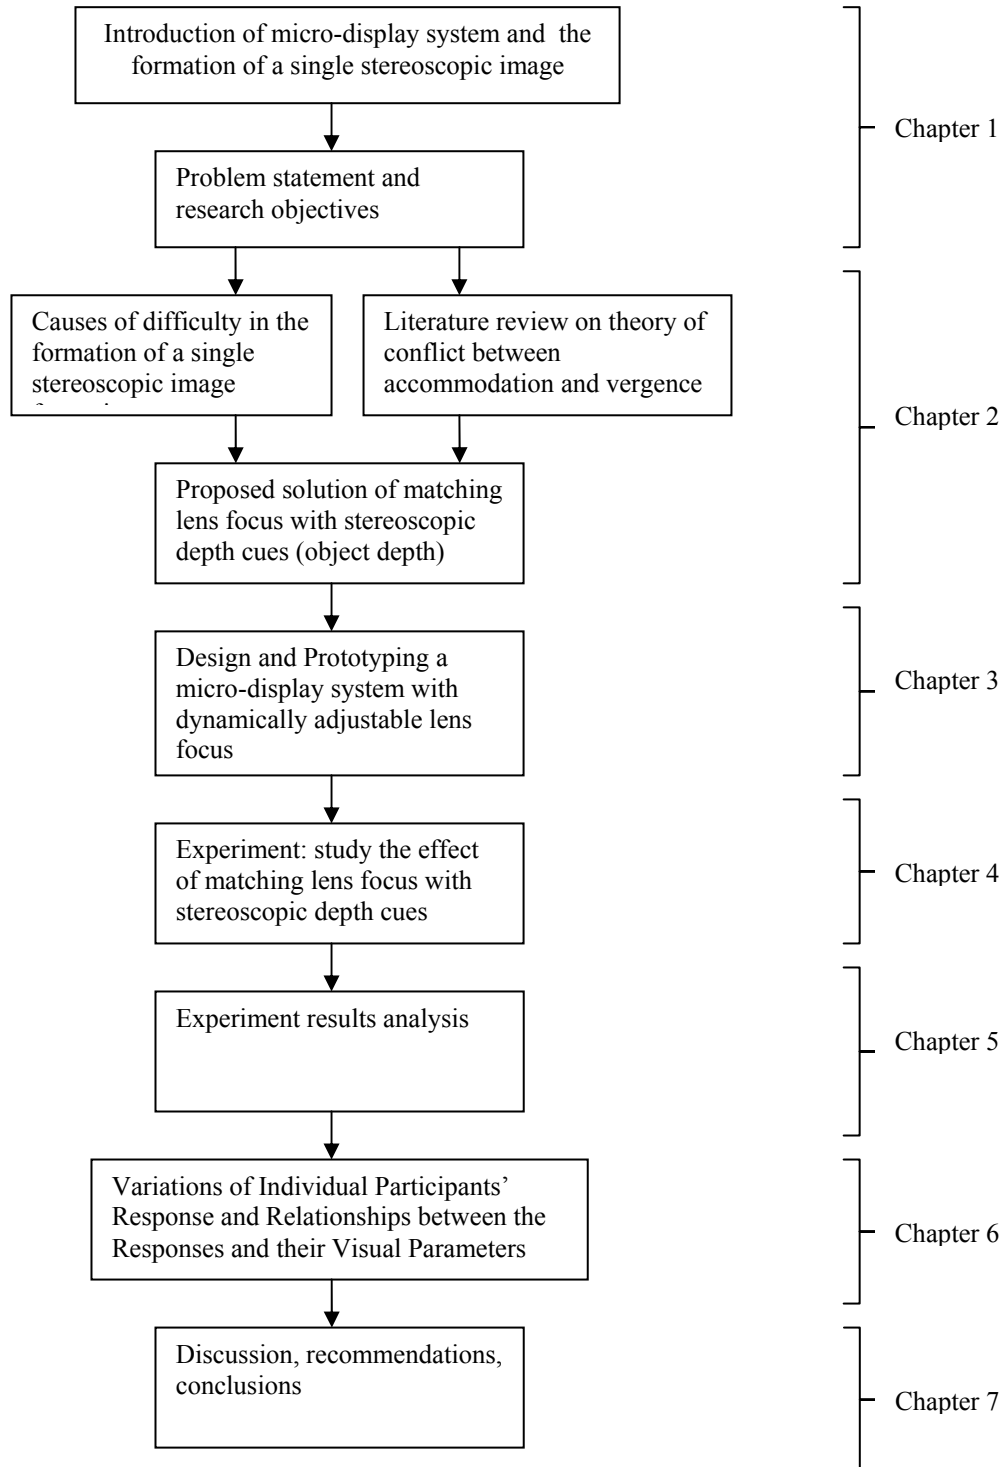 Introduction of micro-display system and the
formation of a single stereoscopic image
Chapter 1
Problem statement and
research objectives
Causes of difficulty in the
formation of a single
stereoscopic image
Literature review on theory of
conflict between
accommodation and vergence
Chapter 2
Proposed solution of matching
lens focus with stereoscopic
depth cues (object depth)
Design and Prototyping a
micro-display system with
dynamically adjustable lens
focus
Chapter 3
Experiment: study the effect
of matching lens focus with
stereoscopic depth cues
Chapter 4
Experiment results analysis
Chapter 5
Variations of Individual Participants’
Response and Relationships between the
Responses and their Visual Parameters
Chapter 6
Discussion, recommendations,
conclusions
Chapter 7